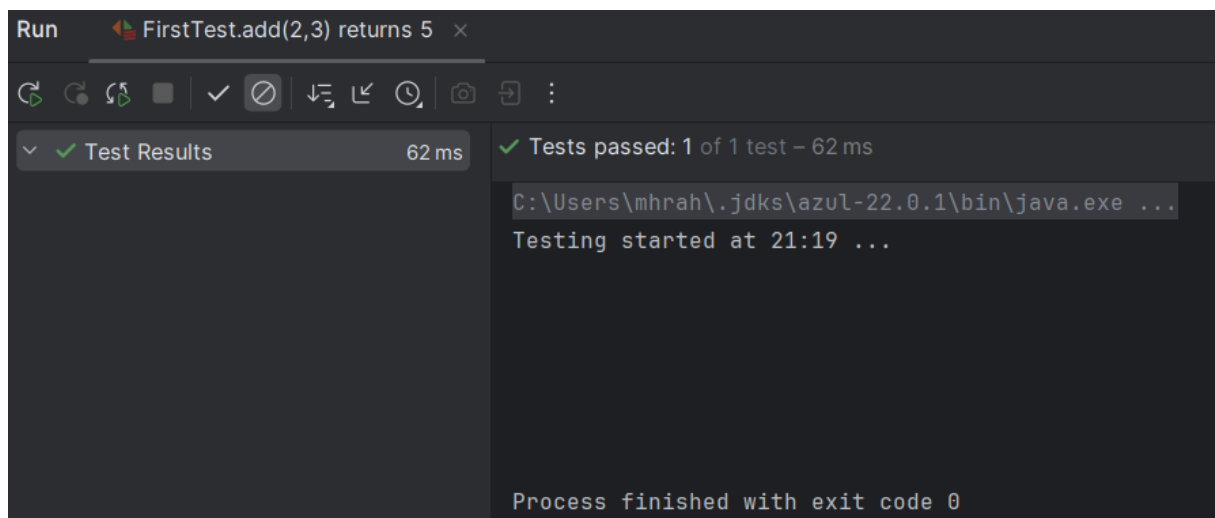 Run FirstTest.add(2,3) returns 5
Test Results 62 ms
Tests passed: 1 of 1 test – 62 ms
C:\Users\mhrah\.jdks\azul-22.0.1\bin\java.exe ...
Testing started at 21:19 ...
Process finished with exit code 0